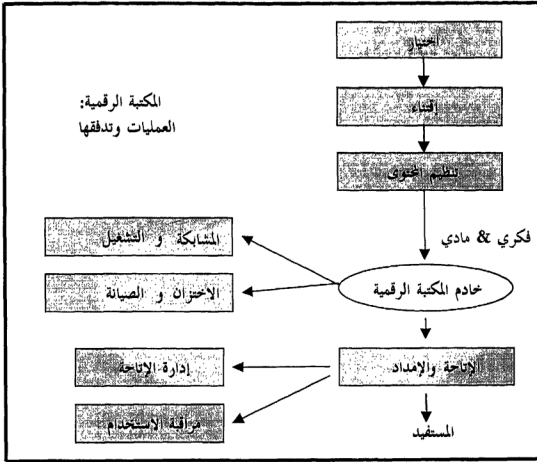 اختيار
المكتبة الرقمية:
العمليات وتدفقها
إقتناء
تنظيم المحتوى
فكري & مادي
المشابكة و التشغيل
خادم المكتبة الرقمية
الاختزان و الصيانة
الإتاحة والإمداد
إدارة الإتاحة
مراقبة الاستخدام
المستفيد